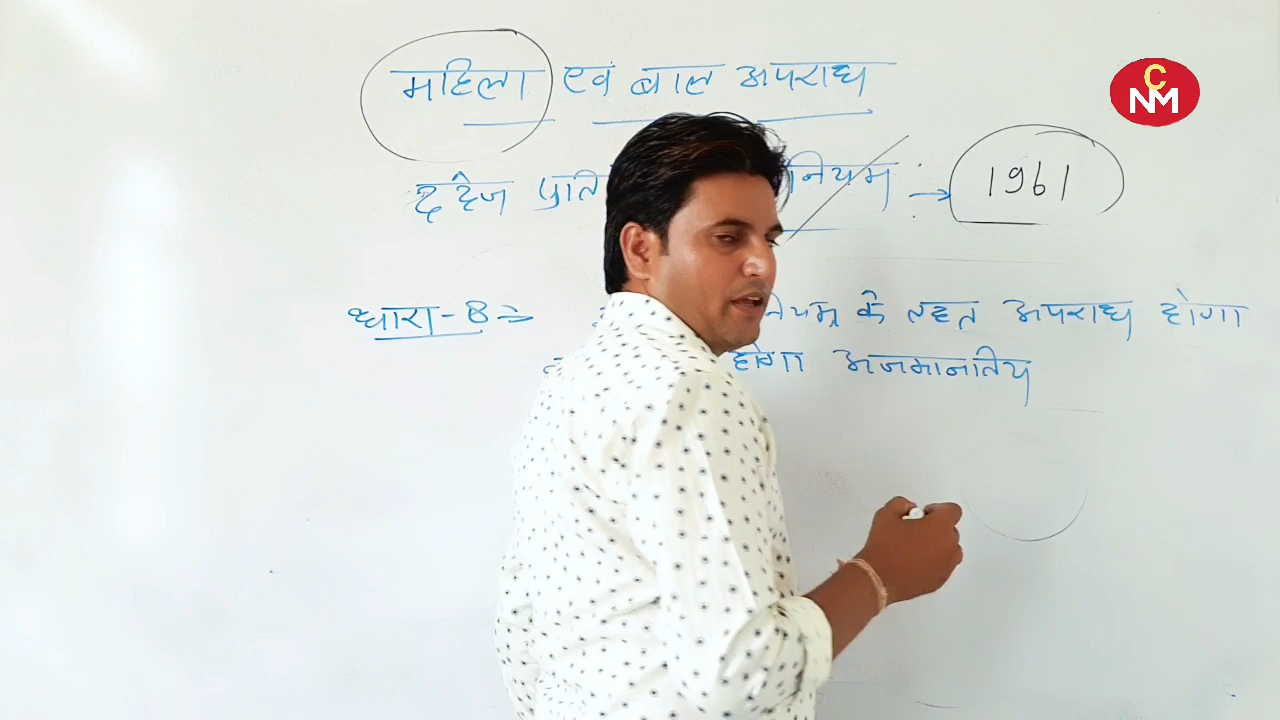 महिला एवं बाल अपराध
CNM
दहेज प्रति नियम : → 1961
धारा-8 ⇒ नियम के तहत अपराध होगा
होगा अजमानतिय